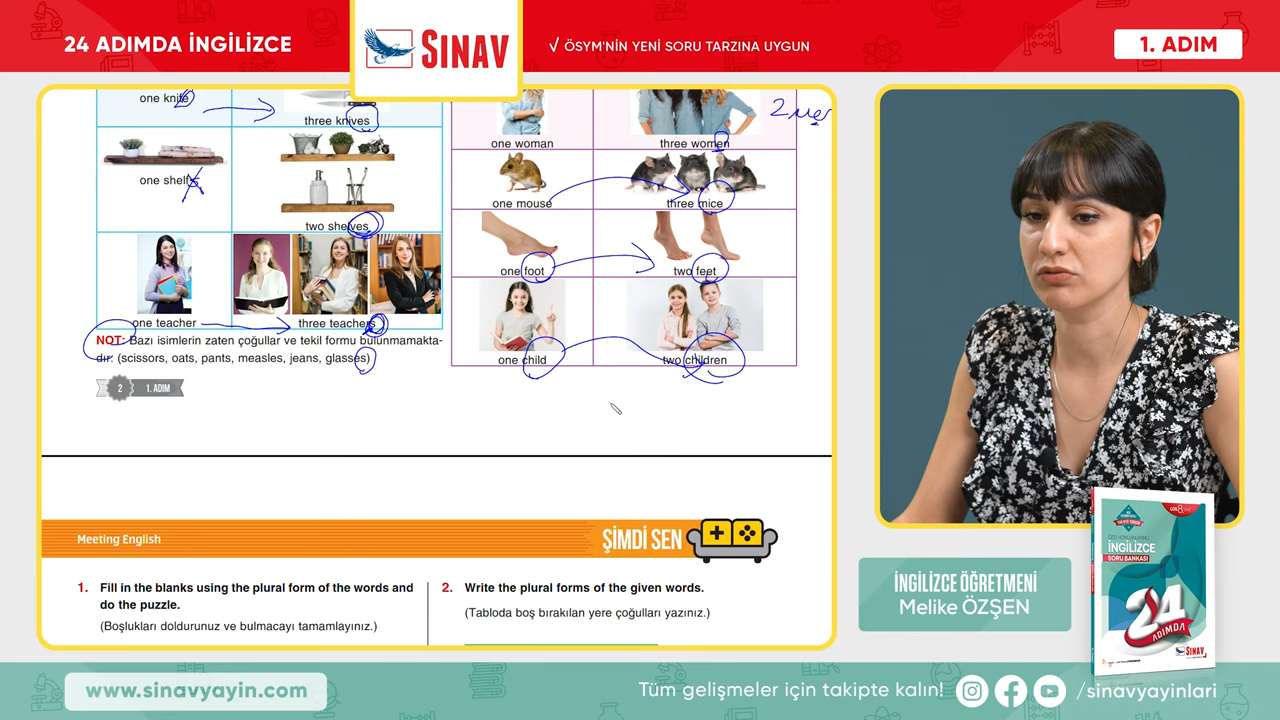 24 ADIMDA İNGİLİZCE
SINAV
√ ÖSYM'NİN YENİ SORU TARZINA UYGUN
1. ADIM
one knife
three knives
one shelf
two shelves
one teacher
three teachers
NOT: Bazı isimlerin zaten çoğullar ve tekil formu bulunmamakta-
dır. (scissors, oats, pants, measles, jeans, glasses)
2 1. ADIM
one woman
three women
one mouse
three mice
one foot
two feet
one child
two children
Meeting English
ŞİMDİ SEN
1. Fill in the blanks using the plural form of the words and
do the puzzle.
(Boşlukları doldurunuz ve bulmacayı tamamlayınız.)
2. Write the plural forms of the given words.
(Tabloda boş bırakılan yere çoğulları yazınız.)
İNGİLİZCE ÖĞRETMENİ
Melike ÖZŞEN
İNGİLİZCE
SORU BANKASI
24
ADIMDA
SINAV
www.sinavyayin.com
Tüm gelişmeler için takipte kalın!
/sinavyayinlari